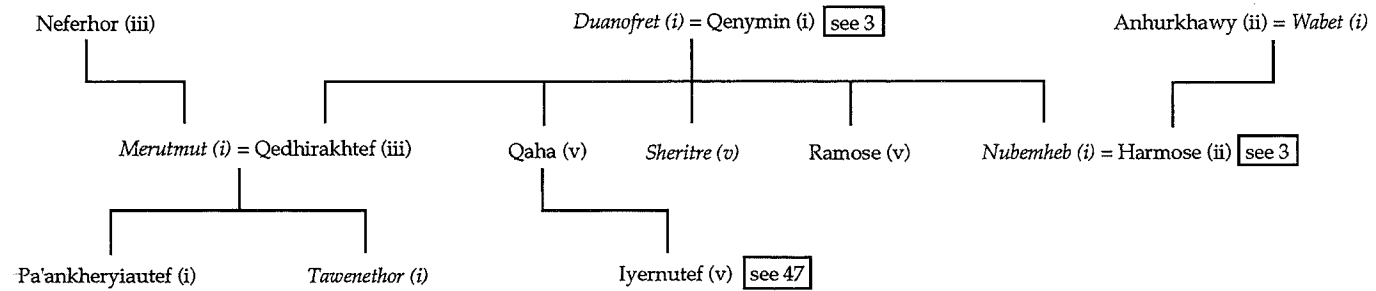 Neferhor (iii) Duanofret (i) = Qenymin (i) see 3 Anhurkhawy (ii) = Wabet (i)
Merutmut (i) = Qedhirakhtef (iii) Qaha (v) Sheritre (v) Ramose (v) Nubemheb (i) = Harmose (ii) see 3
Pa'ankheryiautef (i) Tawenethor (i) Iyernutef (v) see 47